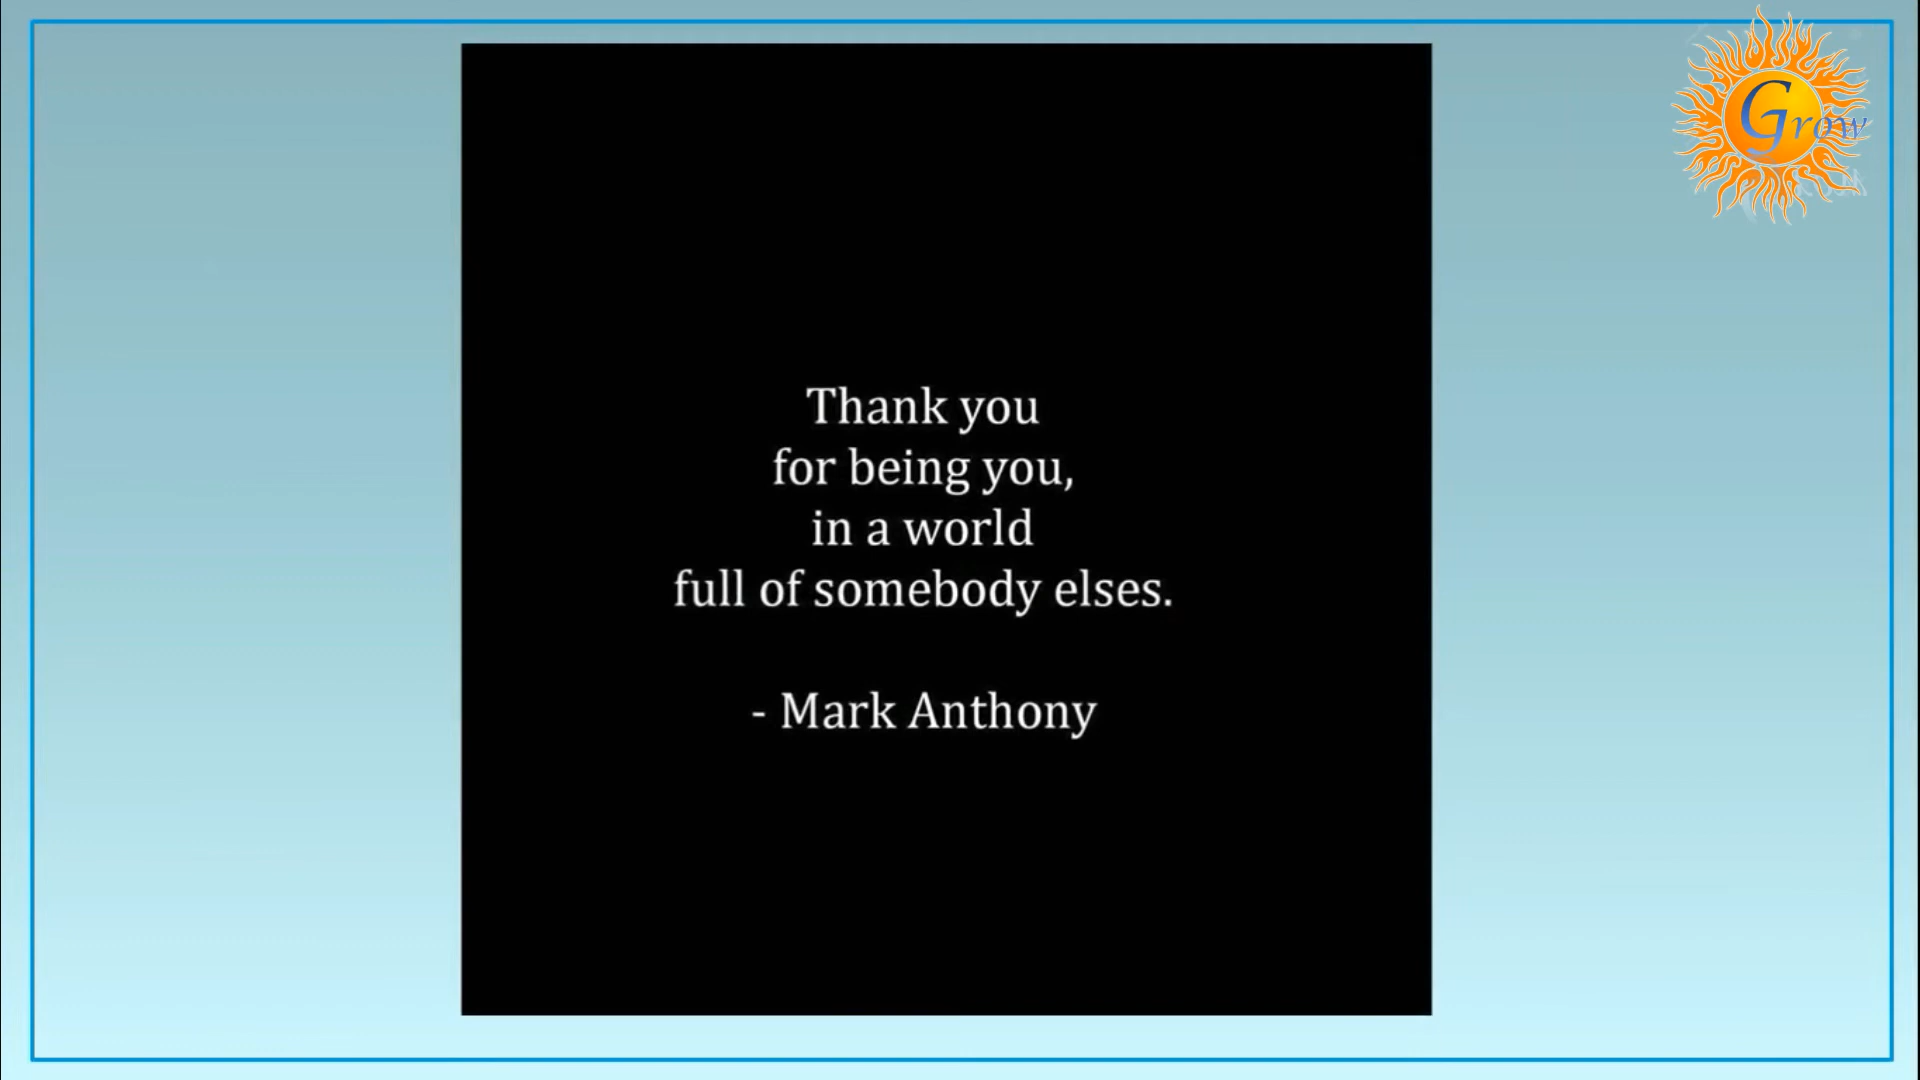 Grow
Thank you
for being you,
in a world
full of somebody elses.
- Mark Anthony